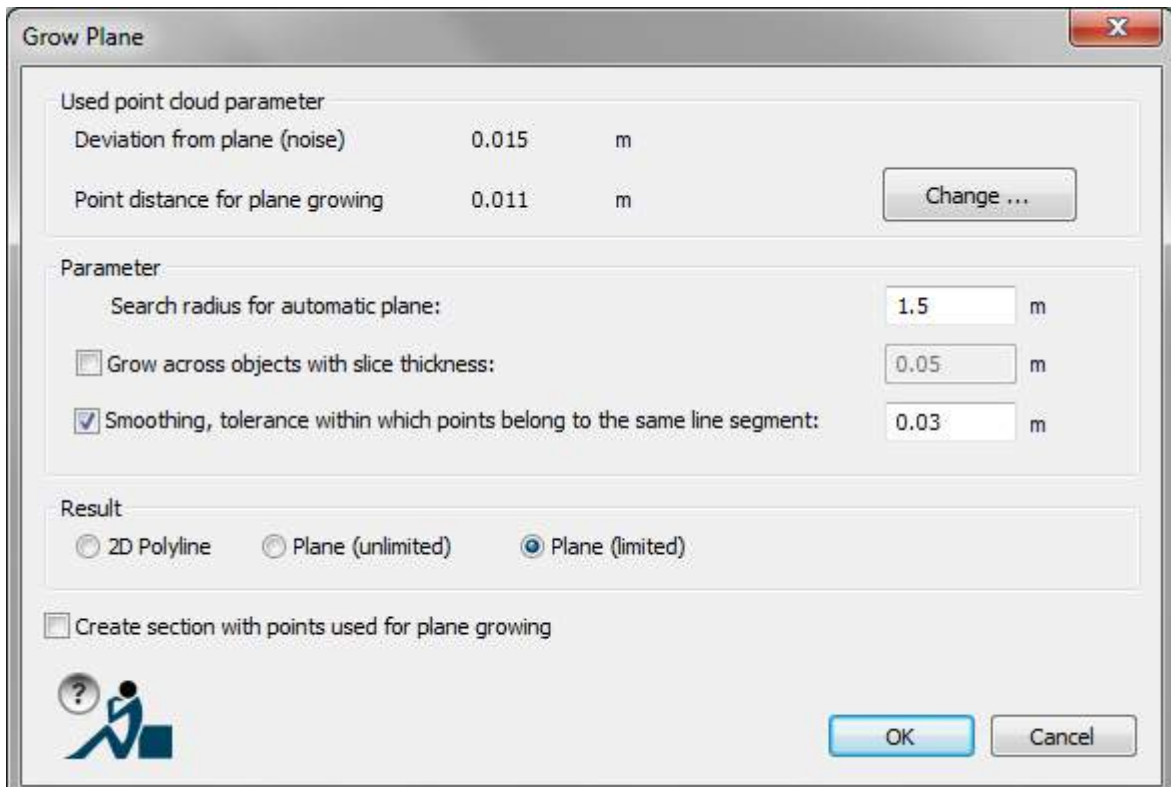 Grow Plane
Used point cloud parameter
Deviation from plane (noise) 0.015 m
Point distance for plane growing 0.011 m Change ...
Parameter
Search radius for automatic plane: 1.5 m
Grow across objects with slice thickness: 0.05 m
Smoothing, tolerance within which points belong to the same line segment: 0.03 m
Result
2D Polyline Plane (unlimited) Plane (limited)
Create section with points used for plane growing
?
OK Cancel